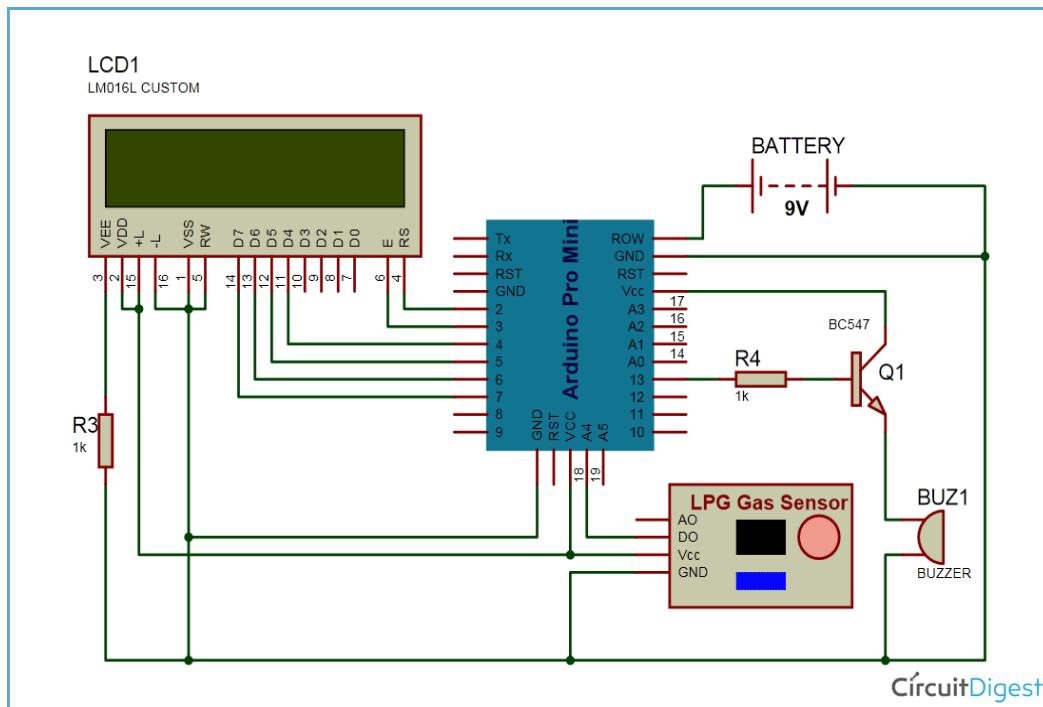 LCD1
LM016L CUSTOM
VEE
VDD
+L
-L
VSS
RW
D7
D6
D5
D4
D3
D2
D1
D0
E
RS
3
2
15
16
1
5
14
13
12
11
10
9
8
7
6
4
BATTERY
9V
Arduino Pro Mini
Tx
Rx
RST
GND
2
3
4
5
6
7
8
9
ROW
GND
RST
Vcc
A3
17
A2
16
A1
15
A0
14
13
12
11
10
GND
RST
VCC
A4
A5
18
19
BC547
Q1
R4
1k
R3
1k
LPG Gas Sensor
AO
DO
Vcc
GND
BUZ1
BUZZER
CircuitDigest